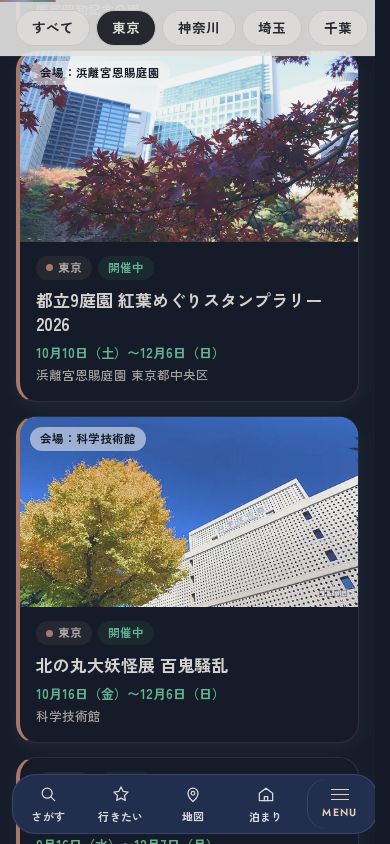 すべて
東京
神奈川
埼玉
千葉
会場：浜離宮恩賜庭園
東京
開催中
都立9庭園 紅葉めぐりスタンプラリー
2026
10月10日（土）〜12月6日（日）
浜離宮恩賜庭園 東京都中央区
会場：科学技術館
東京
開催中
北の丸大妖怪展 百鬼騒乱
10月16日（金）〜12月6日（日）
科学技術館
さがす
行きたい
地図
泊まり
MENU